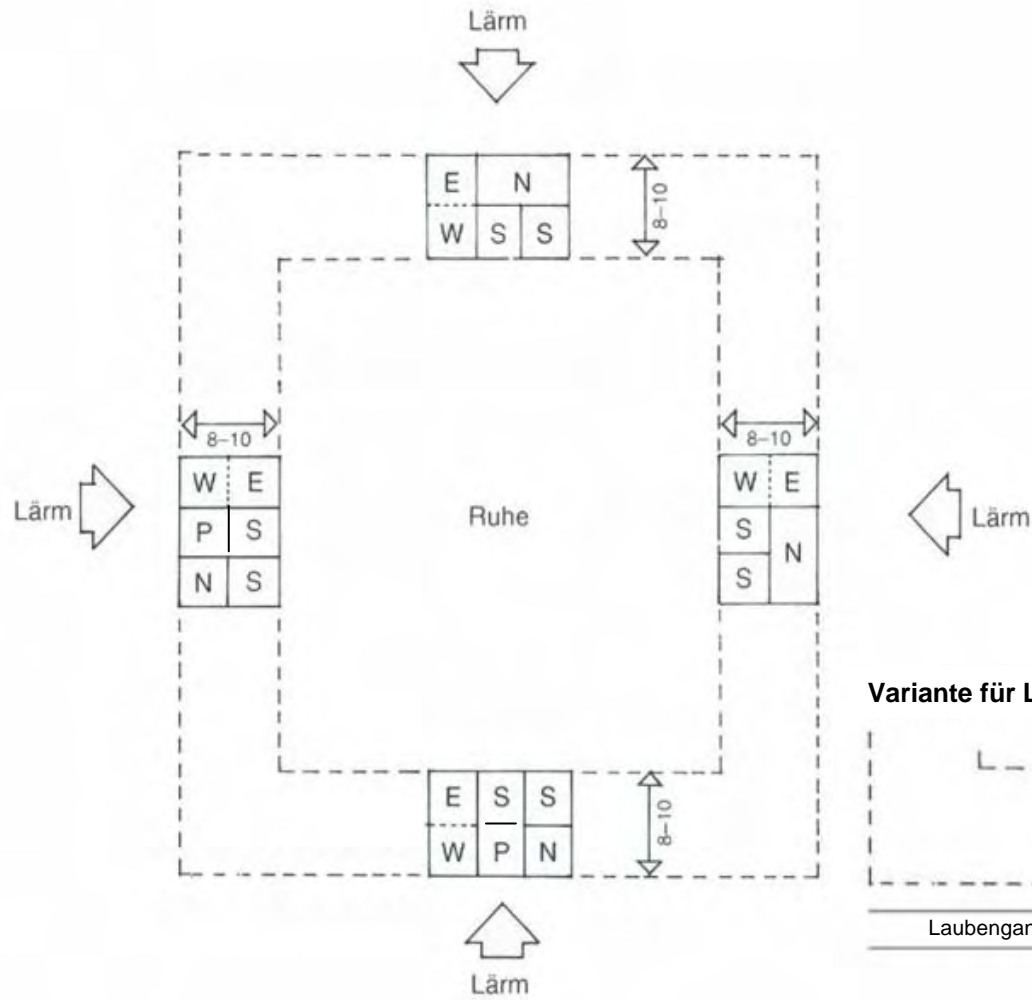 Lärm
E N
W S S
8–10
8–10
W E
P S
N S
Lärm
Ruhe
8–10
W E
S
N
S
Lärm
Variante für L
E S S
W P N
8–10
Laubengan
Lärm